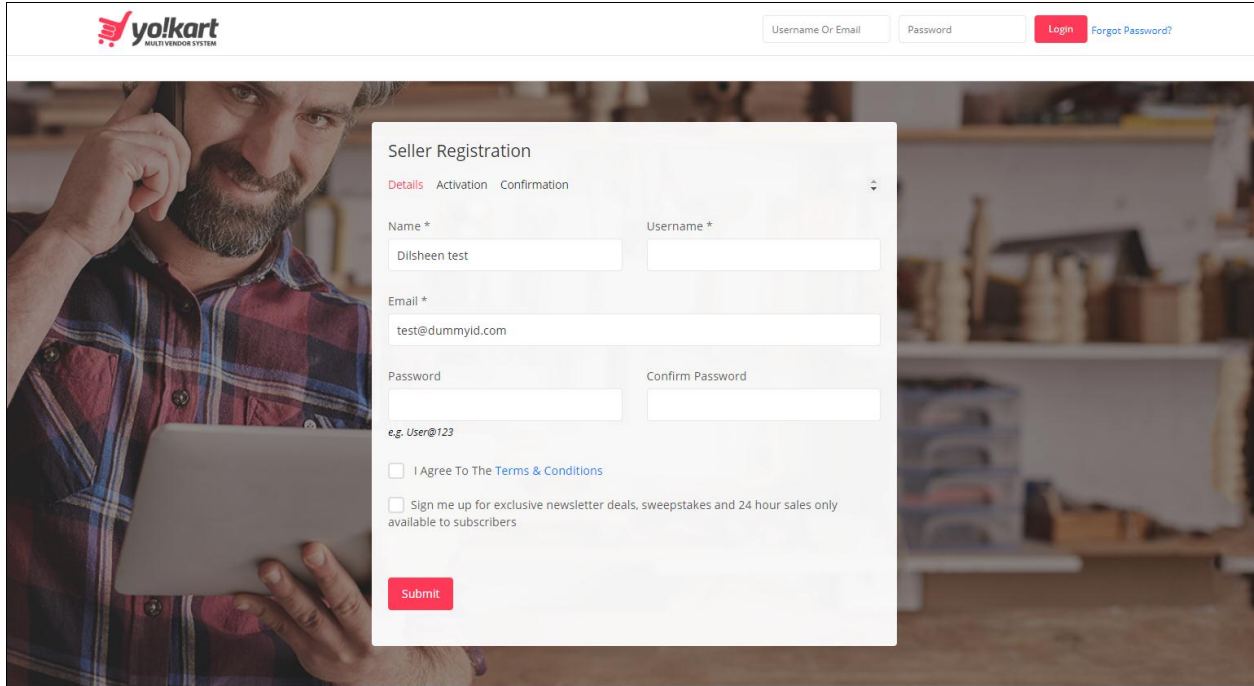 yo!kart
MULTI VENDOR SYSTEM
Username Or Email
Password
Login
Forgot Password?
Seller Registration
Details Activation Confirmation
Name *
Username *
Dilsheen test
Email *
test@dummyid.com
Password
Confirm Password
e.g. User@123
I Agree To The Terms & Conditions
Sign me up for exclusive newsletter deals, sweepstakes and 24 hour sales only
available to subscribers
Submit